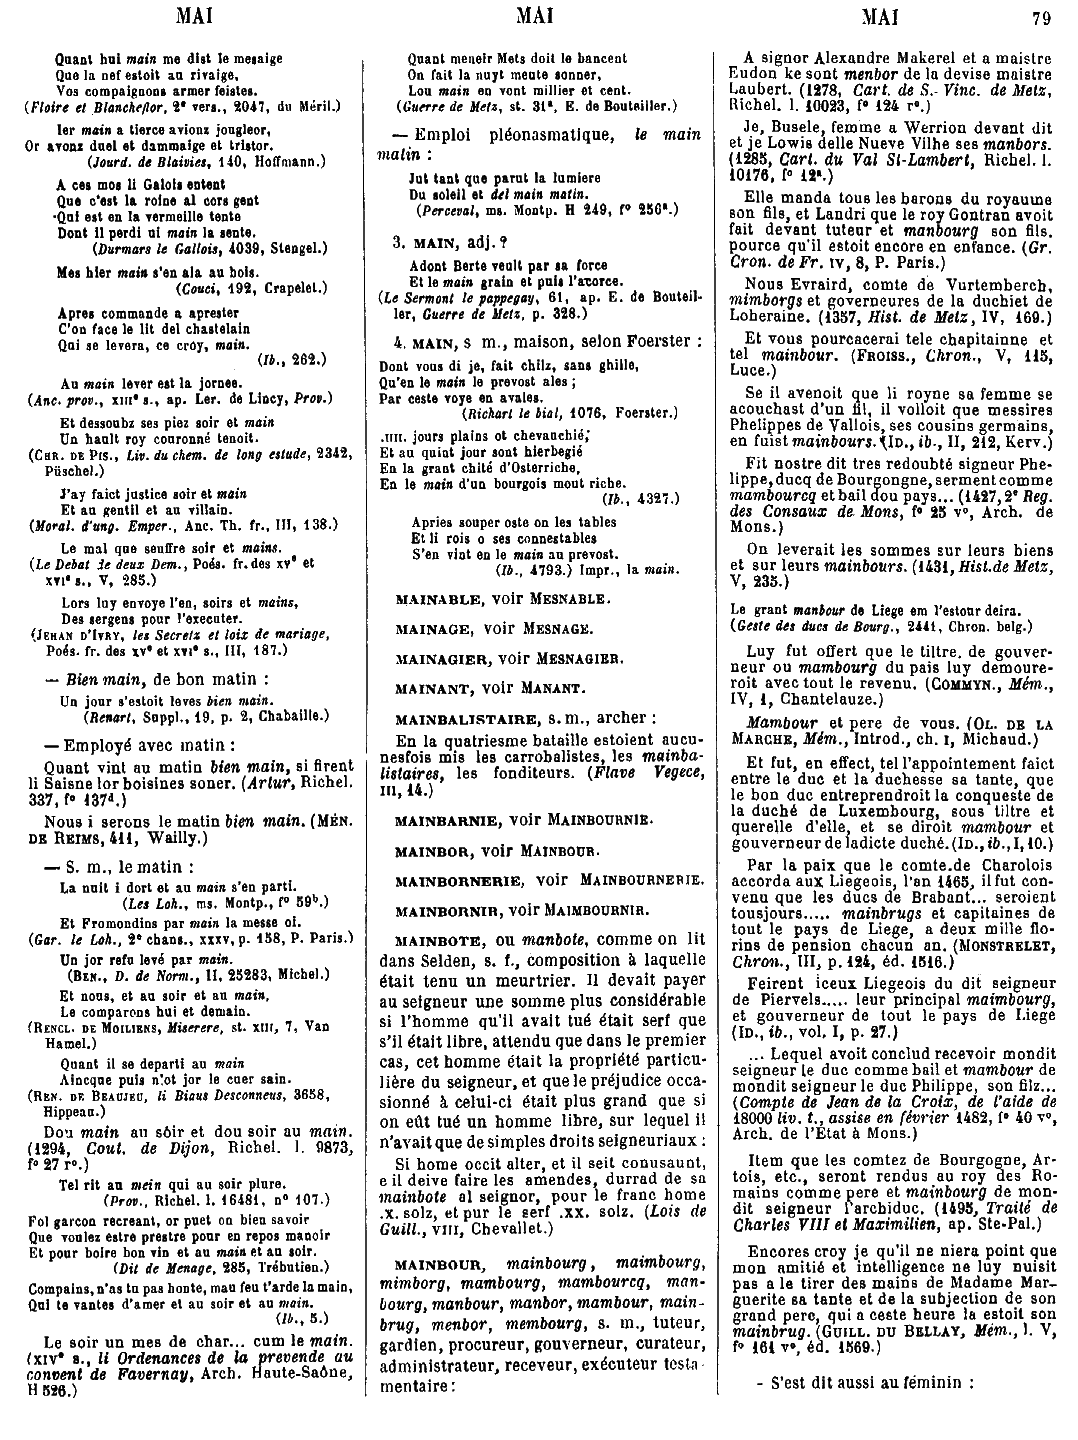 MAI
MAI
MAI 79
Quant hui main me dist le mesaige
Que la nef estoit au rivaige,
Vos compaignons armer feistes.
(Floire et Blancheflor, 2e vers., 2047, du Méril.)
Ier main a tierce avionz jougleor,
Or avonz duel et dammaige et tristor.
(Jourd. de Blaivies, 140, Hoffmann.)
A ces mos li Galois entent
Que c'est la roine al cors gent
Qui est en la vermeille tente
Dont il perdi ui main la sente.
(Durmars le Gallois, 4039, Stengel.)
Mes hier main s'en ala au bois.
(Couci, 192, Crapelet.)
Apres commande a aprester
C'on face le lit del chastelain
Qui se levera, ce croy, main.
(Ib., 262.)
Au main lever est la jornee.
(Anc. prov., XIIIe s., ap. Ler. de Lincy, Prov.)
Et dessoubz ses piez soir et main
Un hault roy couronné tenoit.
(CHR. DE PIS., Liv. du chem. de long estude, 2342,
Püschel.)
J'ay faict justice soir et main
Et au gentil et au villain.
(Moral. d'ung. Emper., Anc. Th. fr., III, 138.)
Le mal que seuffre soir et mains.
(Le Debat de deux Dem., Poés. fr. des XVe et
XVIe s., V, 285.)
Lors luy envoye l'en, soirs et mains,
Des sergens pour l'executer.
(JEHAN D'IVRY, les Secretz et loix de mariage,
Poés. fr. des XVe et XVIe s., III, 187.)
— Bien main, de bon matin :
Un jour s'estoit leves bien main.
(Renart, Suppl., 19, p. 2, Chabaille.)
— Employé avec matin :
Quant vint au matin bien main, si firent
li Saisne lor boisines soner. (Artur, Richel.
337, fo 137d.)
Nous i serons le matin bien main. (MÉN.
DE REIMS, 411, Wailly.)
— S. m., le matin :
La nuit i dort et au main s'en parti.
(Les Loh., ms. Montp., fo 59b.)
Et Fromondins par main la messe oi.
(Gar. le Loh., 2e chans., XXXV, p. 158, P. Paris.)
Un jor refu levé par main.
(BEN., D. de Norm., II, 25283, Michel.)
Et nous, et au soir et au main,
Le comparons hui et demain.
(RENCL. DE MOILIENS, Miserere, st. XIII, 7, Van
Hamel.)
Quant il se departi au main
Aincque puis n'ot jor le cuer sain.
(REN. DE BEAUJEU, li Biaus Desconneus, 3658,
Hippeau.)
Dou main au sôir et dou soir au main.
(1294, Cout. de Dijon, Richel. l. 9873,
fo 27 ro.)
Tel rit au mein qui au soir plure.
(Prov., Richel. l. 16481, no 107.)
Fol garcon recreant, or puet on bien savoir
Que voulez estre prestre pour en repos manoir
Et pour boire bon vin et au main et au soir.
(Dit de Menage, 285, Trébutien.)
Compains, n'as tu pas honte, mau feu t'arde la main,
Qui te vantes d'amer et au soir et au main.
(Ib., 5.)
Le soir un mes de char... cum le main.
(XIVe s., li Ordenances de la prevende au
convent de Favernay, Arch. Haute-Saône,
H 526.)
Quant meneir Mets doit le bancent
On fait la nuyt meute sonner,
Lou main en vont millier et cent.
(Guerre de Metz, st. 31a, E. de Bouteiller.)
— Emploi pléonasmatique, le main
matin :
Jut tant que parut la lumiere
Du soleil et del main matin.
(Perceval, ms. Montp. H 249, fo 256a.)
3. MAIN, adj. ?
Adont Berte veult par sa force
Et le main grain et puis l'acorce.
(Le Sermont le pappegay, 61, ap. E. de Bouteil-
ler, Guerre de Metz, p. 328.)
4. MAIN, s m., maison, selon Foerster :
Dont vous di je, fait chilz, sans ghille,
Qu'en le main le prevost ales ;
Par ceste voye en avales.
(Richart le biel, 1076, Foerster.)
.IIII. jours plains ot chevauchié;
Et au quint jour sont hierbegié
En la grant chité d'Osterriche,
En le main d'un bourgois mout riche.
(Ib., 4327.)
Apries souper oste on les tables
Et li rois o ses connestables
S'en vint en le main au prevost.
(Ib., 4793.) Impr., la main.
MAINABLE, voir MESNABLE.
MAINAGE, voir MESNAGE.
MAINAGIER, voir MESNAGIER.
MAINANT, voir MANANT.
MAINBALISTAIRE, s. m., archer :
En la quatriesme bataille estoient aucu-
nesfois mis les carrobalistes, les mainba-
listaires, les fonditeurs. (Flave Vegece,
III, 14.)
MAINBARNIE, voir MAINBOURNIE.
MAINBOR, voir MAINBOUR.
MAINBORNERIE, voir MAINBOURNERIE.
MAINBORNIR, voir MAIMBOURNIR.
MAINBOTE, ou manbote, comme on lit
dans Selden, s. f., composition à laquelle
était tenu un meurtrier. Il devait payer
au seigneur une somme plus considérable
si l'homme qu'il avait tué était serf que
s'il était libre, attendu que dans le premier
cas, cet homme était la propriété particu-
lière du seigneur, et que le préjudice occa-
sionné à celui-ci était plus grand que si
on eût tué un homme libre, sur lequel il
n'avait que de simples droits seigneuriaux :
Si home occit alter, et il seit conusaunt,
e il deive faire les amendes, durrad de sa
mainbote al seignor, pour le franc home
.x. solz, et pur le serf .xx. solz. (Lois de
Guill., VIII, Chevallet.)
MAINBOUR, mainbourg, maimbourg,
mimborg, mambourg, mambourcq, man-
bourg, manbour, manbor, mambour, main-
brug, menbor, membourg, s. m., tuteur,
gardien, procureur, gouverneur, curateur,
administrateur, receveur, exécuteur testa-
mentaire :
A signor Alexandre Makerel et a maistre
Eudon ke sont menbor de la devise maistre
Laubert. (1278, Cart. de S.- Vinc. de Metz,
Richel. l. 10023, fo 124 ro.)
Je, Busele, femme a Werrion devant dit
et je Lowis delle Nueve Vilhe ses manbors.
(1285, Cart. du Val St-Lambert, Richel. l.
10176, fo 12a.)
Elle manda tous les barons du royaume
son fils, et Landri que le roy Gontran avoit
fait devant tuteur et manbourg son fils,
pource qu'il estoit encore en enfance. (Gr.
Cron. de Fr. IV, 8, P. Paris.)
Nous Evraird, comte de Vurtemberch,
mimborgs et governeures de la duchiet de
Loheraine. (1357, Hist. de Metz, IV, 169.)
Et vous pourcacerai tele chapitainne et
tel mainbour. (FROISS., Chron., V, 115,
Luce.)
Se il avenoit que li royne sa femme se
acouchast d'un fil, il volloit que messires
Phelippes de Vallois, ses cousins germains,
en fuist mainbours. (ID., ib., II, 212, Kerv.)
Fit nostre dit tres redoubté signeur Phe-
lippe, ducq de Bourgongne, serment comme
mambourcq et bail dou pays... (1427, 2e Reg.
des Consaux de Mons, fo 25 vo, Arch. de
Mons.)
On leverait les sommes sur leurs biens
et sur leurs mainbours. (1431, Hist. de Metz,
V, 235.)
Le grant manbour de Liege em l'estour deira.
(Geste des ducs de Bourg., 2441, Chron. belg.)
Luy fut offert que le tiltre. de gouver-
neur ou mambourg du pais luy demoure-
roit avec tout le revenu. (COMMYN., Mém.,
IV, 1, Chantelauze.)
Mambour et pere de vous. (OL. DE LA
MARCHE, Mém., Introd., ch. I, Michaud.)
Et fut, en effect, tel l'appointement faict
entre le duc et la duchesse sa tante, que
le bon duc entreprendroit la conqueste de
la duché de Luxembourg, sous tiltre et
querelle d'elle, et se diroit mambour et
gouverneur de ladicte duché. (ID., ib., I, 10.)
Par la paix que le comte.de Charolois
accorda aux Liegeois, l'an 1465, il fut con-
venu que les ducs de Brabant... seroient
tousjours..... mainbrugs et capitaines de
tout le pays de Liege, a deux mille flo-
rins de pension chacun an. (MONSTRELET,
Chron., III, p. 124, éd. 1516.)
Feirent iceux Liegeois du dit seigneur
de Piervels..... leur principal maimbourg,
et gouverneur de tout le pays de Liege
(ID., ib., vol. I, p. 27.)
... Lequel avoit conclud recevoir mondit
seigneur le duc comme bail et mambour de
mondit seigneur le duc Philippe, son filz...
(Compte de Jean de la Croix, de l'aide de
18000 liv. t., assise en février 1482, fo 40 vo,
Arch. de l'Etat à Mons.)
Item que les comtez de Bourgogne, Ar-
tois, etc., seront rendus au roy des Ro-
mains comme pere et mainbourg de mon-
dit seigneur l'archiduc. (1495, Traité de
Charles VIII et Maximilien, ap. Ste-Pal.)
Encores croy je qu'il ne niera point que
mon amitié et intelligence ne luy nuisit
pas a le tirer des mains de Madame Mar-
guerite sa tante et de la subjection de son
grand pere, qui a ceste heure la estoit son
mainbrug. (GUILL. DU BELLAY, Mém., l. V,
fo 161 vo, éd. 1569.)
- S'est dit aussi au féminin :